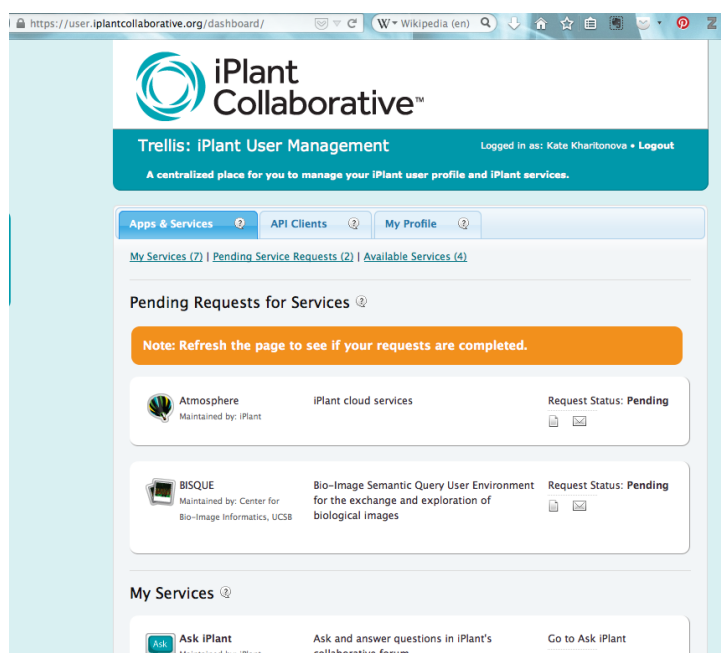 https://user.iplantcollaborative.org/dashboard/
W Wikipedia (en)
iPlant
Collaborative™
Trellis: iPlant User Management
Logged in as: Kate Kharitonova • Logout
A centralized place for you to manage your iPlant user profile and iPlant services.
Apps & Services ? API Clients ? My Profile ?
My Services (7) | Pending Service Requests (2) | Available Services (4)
Pending Requests for Services ?
Note: Refresh the page to see if your requests are completed.
Atmosphere
Maintained by: iPlant
iPlant cloud services
Request Status: Pending
BISQUE
Maintained by: Center for
Bio-Image Informatics, UCSB
Bio-Image Semantic Query User Environment
for the exchange and exploration of
biological images
Request Status: Pending
My Services ?
Ask
Ask iPlant
Maintained by: iPlant
Ask and answer questions in iPlant's
collaborative forum
Go to Ask iPlant